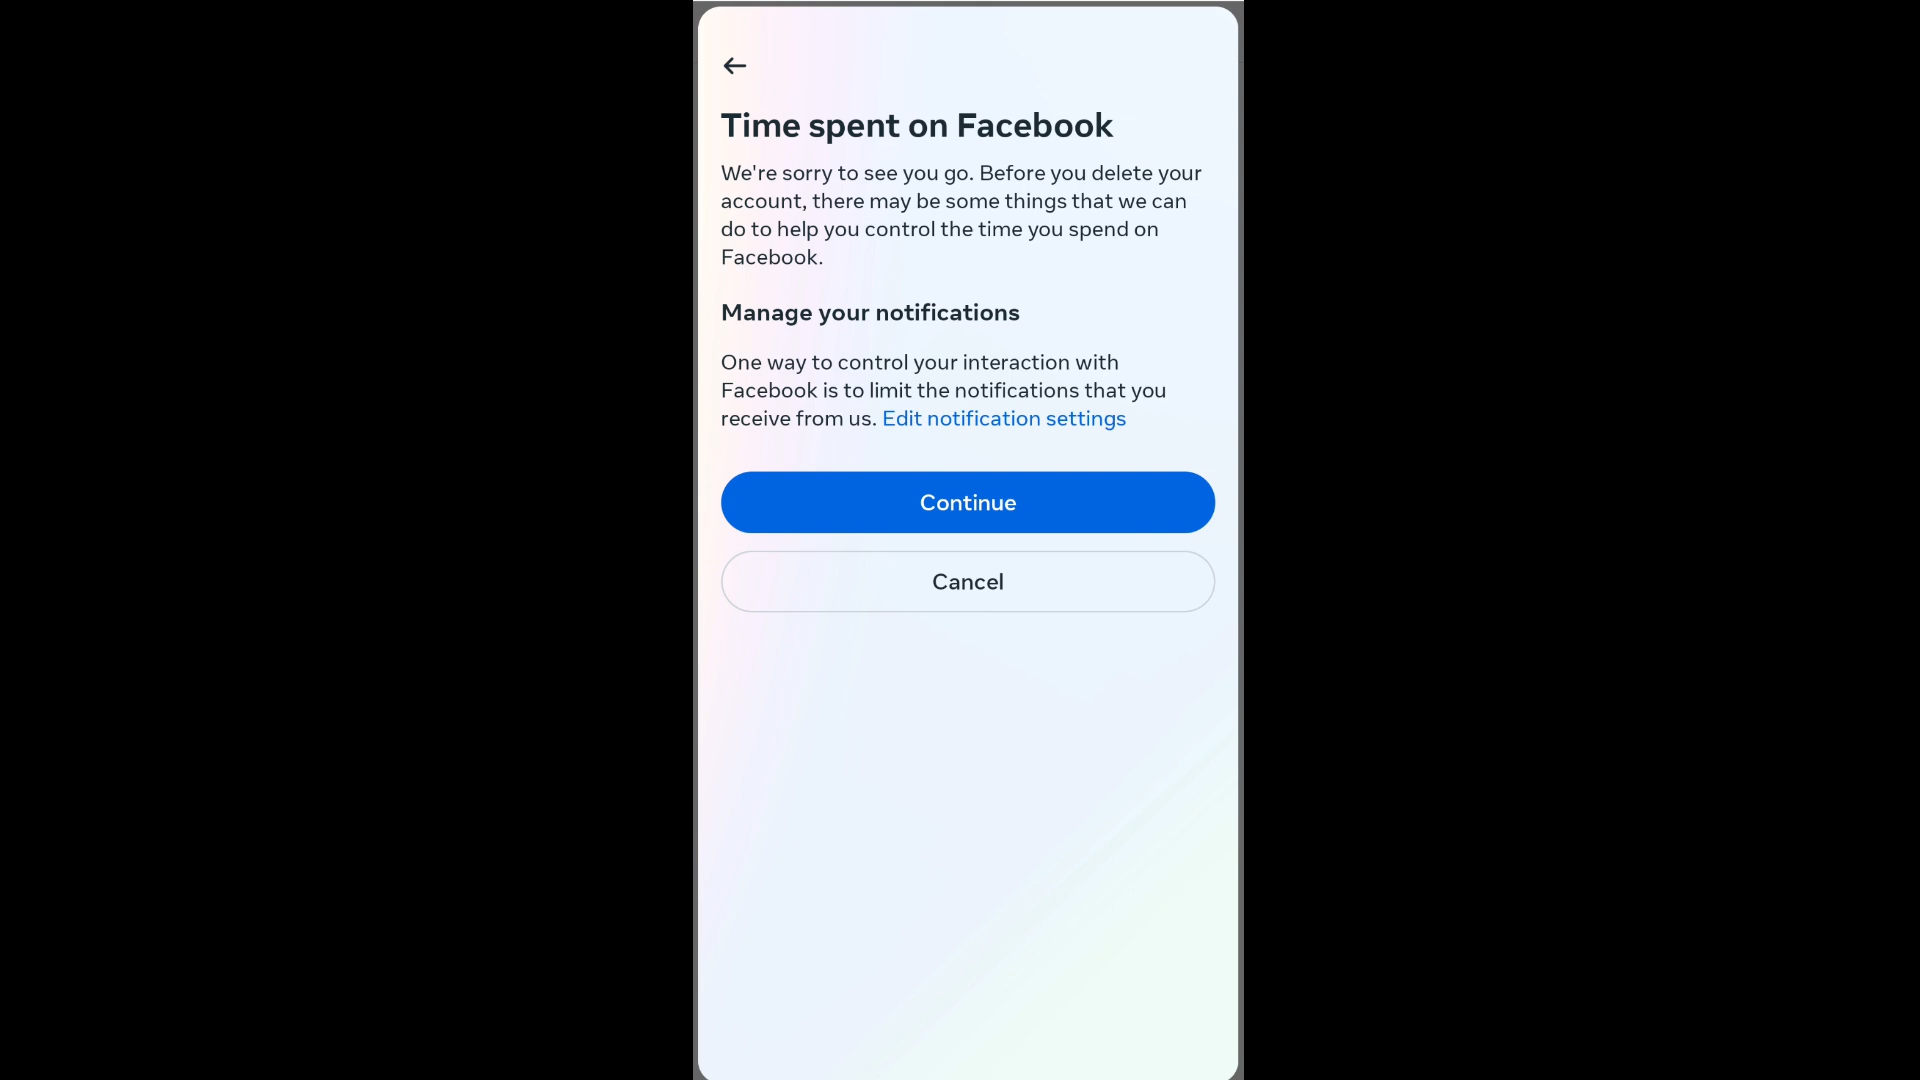 Time spent on Facebook
We're sorry to see you go. Before you delete your
account, there may be some things that we can
do to help you control the time you spend on
Facebook.
Manage your notifications
One way to control your interaction with
Facebook is to limit the notifications that you
receive from us. Edit notification settings
Continue
Cancel